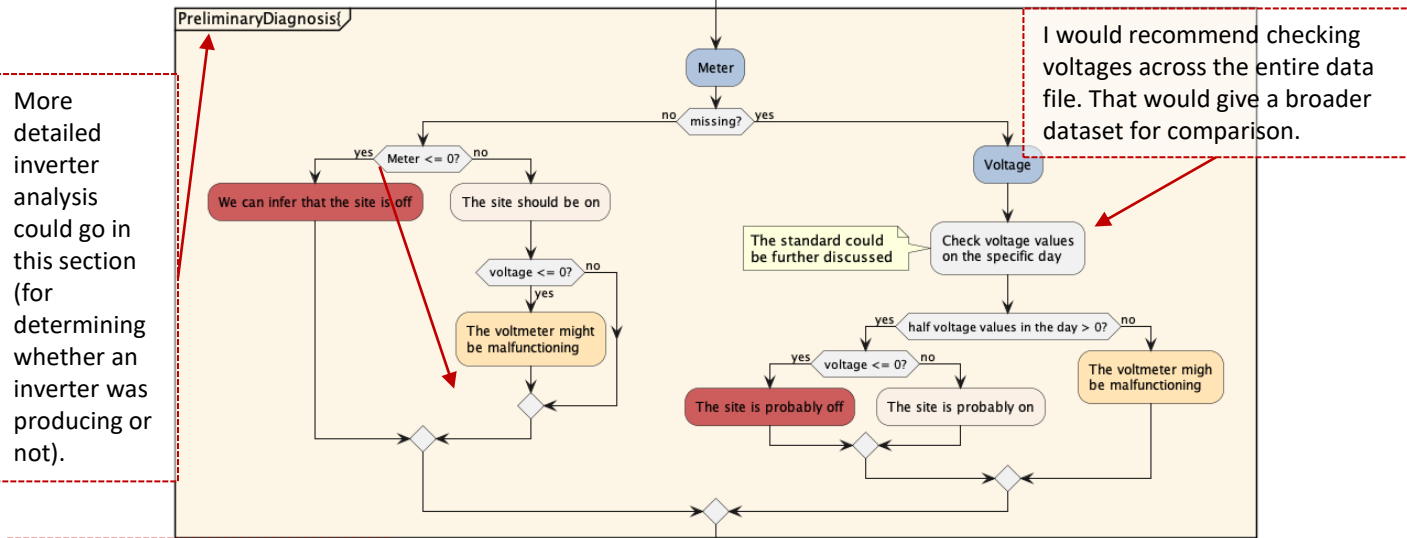 PreliminaryDiagnosis{
I would recommend checking
voltages across the entire data
file. That would give a broader
dataset for comparison.
More
detailed
inverter
analysis
could go in
this section
(for
determining
whether an
inverter was
producing or
not).
Meter
missing?
no
yes
Meter <= 0?
yes
no
We can infer that the site is off
The site should be on
voltage <= 0?
no
yes
The voltmeter might
be malfunctioning
Voltage
The standard could
be further discussed
Check voltage values
on the specific day
yes
half voltage values in the day > 0?
no
yes
voltage <= 0?
no
The site is probably off
The site is probably on
The voltmeter migh
be malfunctioning